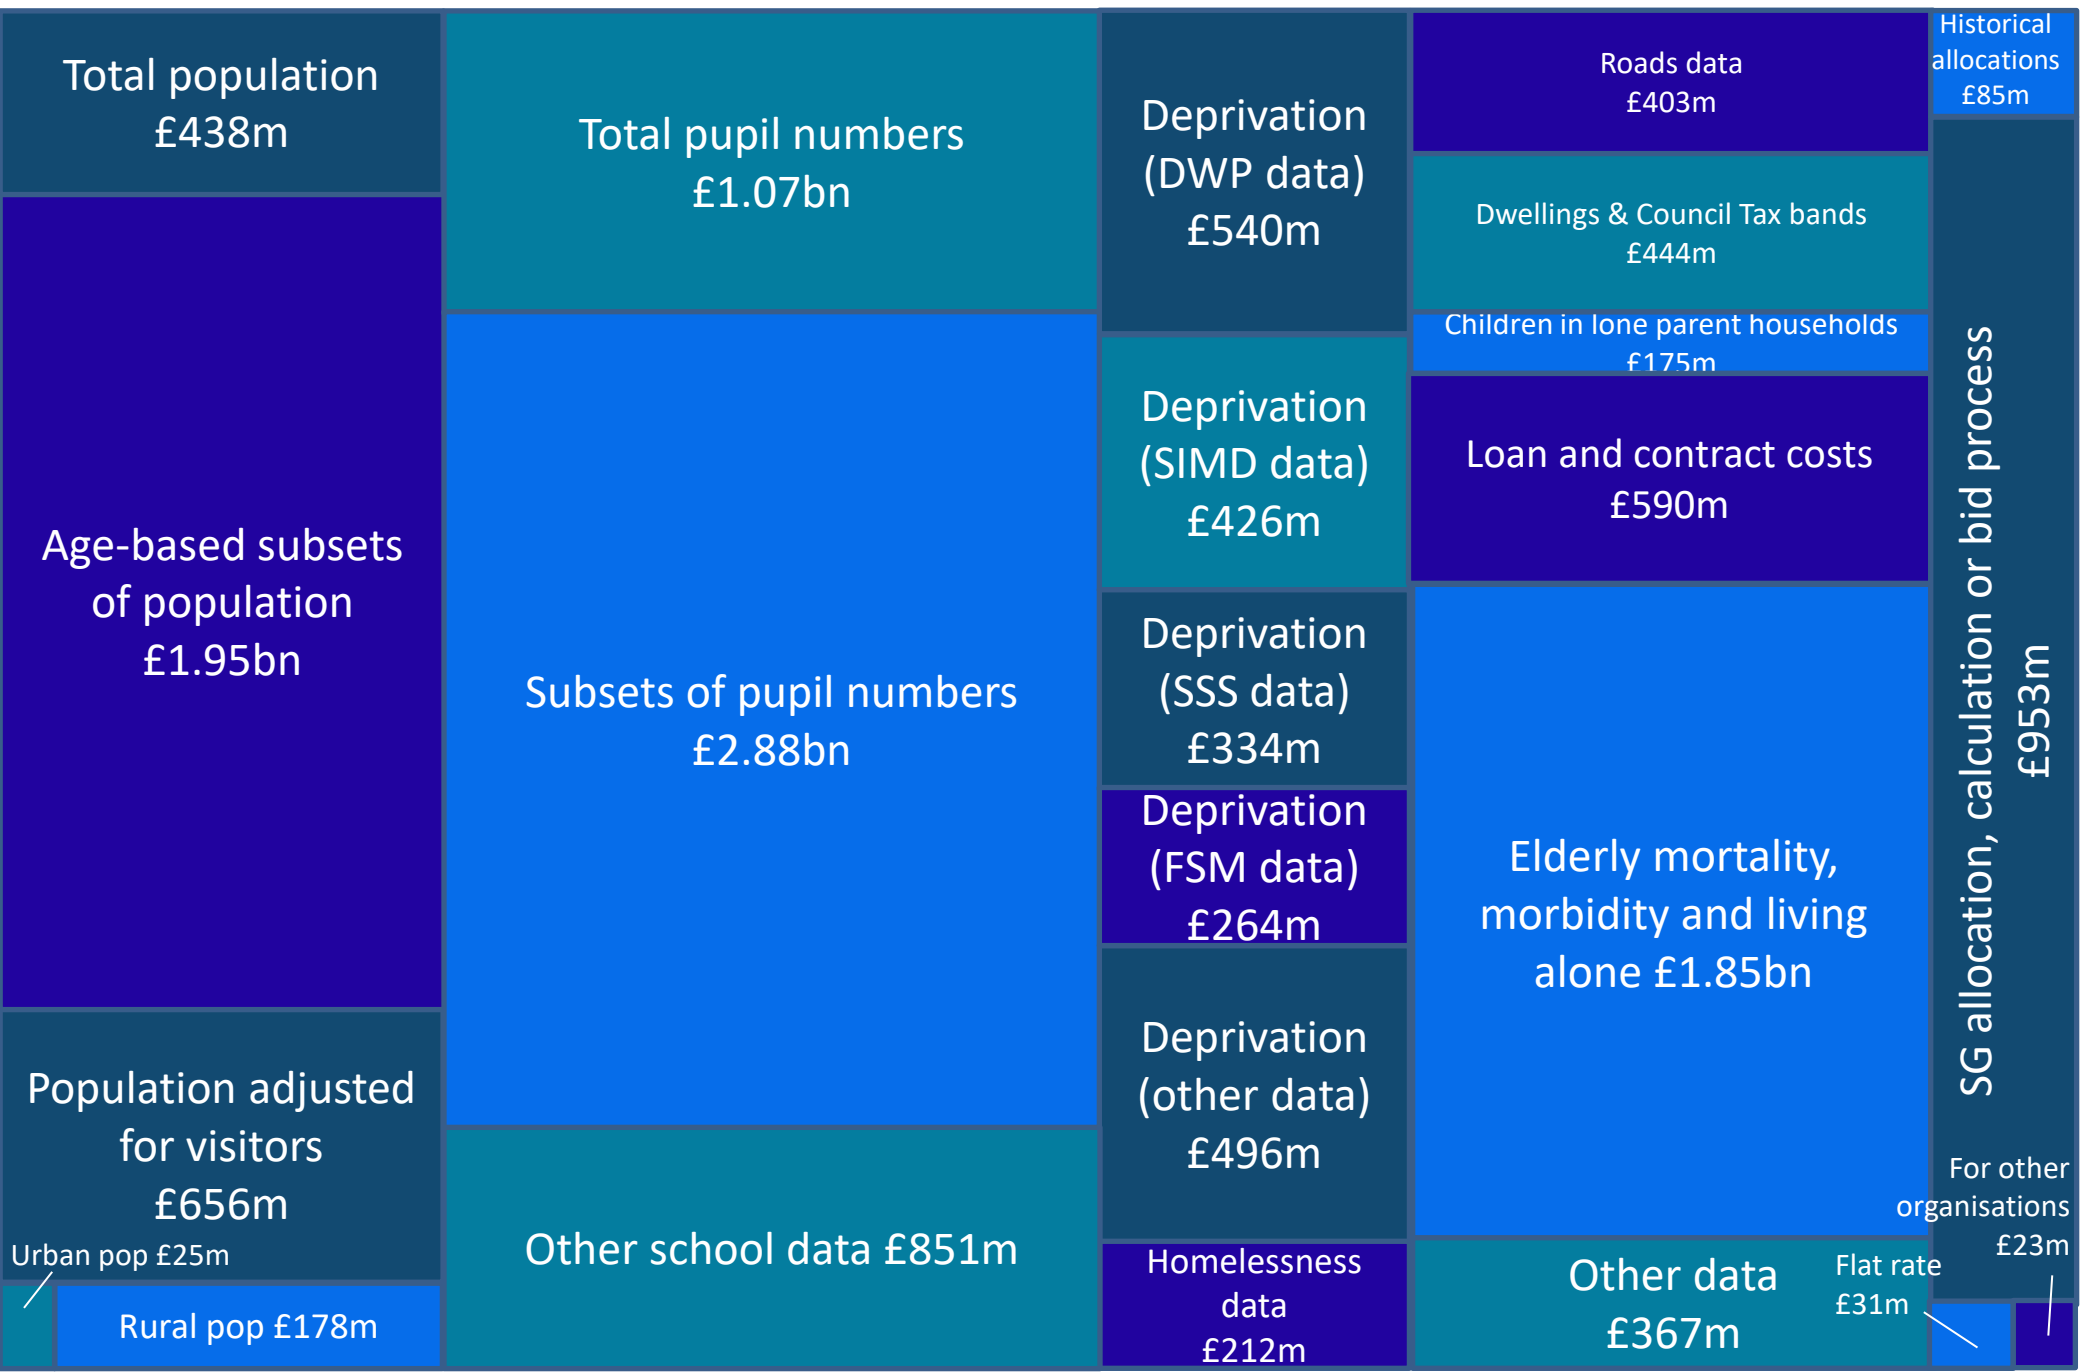 Total population
£438m
Age-based subsets
of population
£1.95bn
Population adjusted
for visitors
£656m
Urban pop £25m
Rural pop £178m
Total pupil numbers
£1.07bn
Subsets of pupil numbers
£2.88bn
Other school data £851m
Deprivation
(DWP data)
£540m
Deprivation
(SIMD data)
£426m
Deprivation
(SSS data)
£334m
Deprivation
(FSM data)
£264m
Deprivation
(other data)
£496m
Homelessness
data
£212m
Roads data
£403m
Dwellings & Council Tax bands
£444m
Children in lone parent households
£175m
Loan and contract costs
£590m
Elderly mortality,
morbidity and living
alone £1.85bn
Other data
£367m
Historical
allocations
£85m
SG allocation, calculation or bid process
£953m
For other
organisations
£23m
Flat rate
£31m